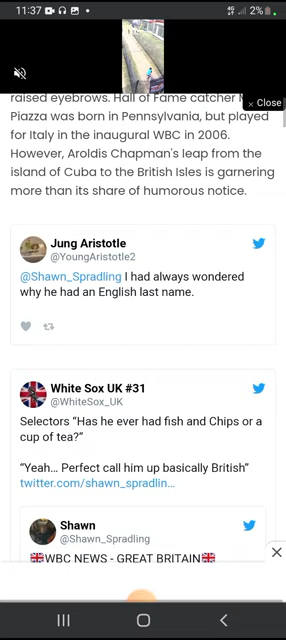 11:37
4G
2%
× Close
raised eyebrows. Hall of Fame catcher
Piazza was born in Pennsylvania, but played
for Italy in the inaugural WBC in 2006.
However, Aroldis Chapman's leap from the
island of Cuba to the British Isles is garnering
more than its share of humorous notice.
Jung Aristotle
@YoungAristotle2
@Shawn_Spradling I had always wondered
why he had an English last name.
White Sox UK #31
@WhiteSox_UK
Selectors “Has he ever had fish and Chips or a
cup of tea?”
“Yeah... Perfect call him up basically British”
twitter.com/shawn_spradlin...
Shawn
@Shawn_Spradling
🇬🇧WBC NEWS - GREAT BRITAIN🇬🇧